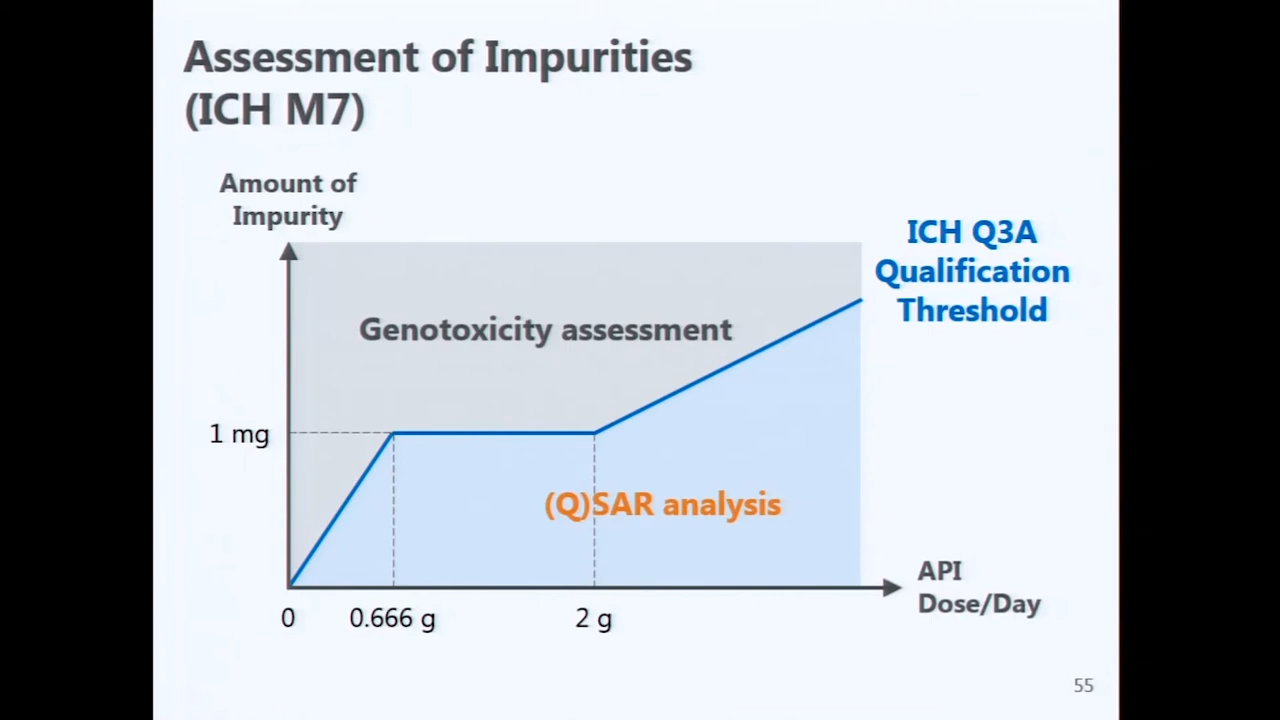 Assessment of Impurities
(ICH M7)
Amount of
Impurity
ICH Q3A
Qualification
Threshold
Genotoxicity assessment
1 mg
(Q)SAR analysis
API
Dose/Day
0
0.666 g
2 g
55